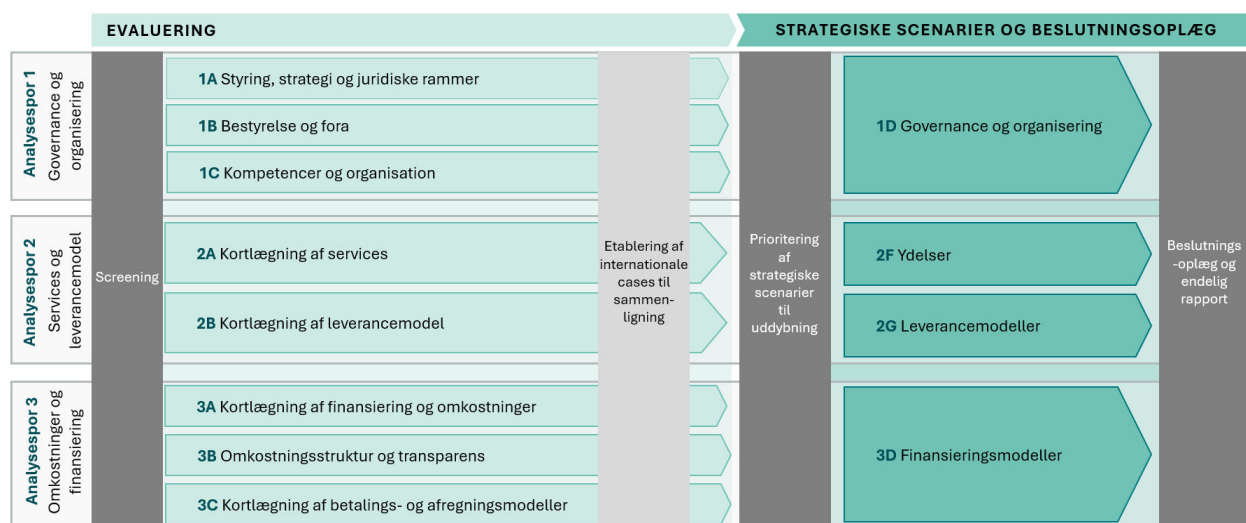 EVALUERING
STRATEGISKE SCENARIER OG BESLUTNINGSOPLÆG
Analysespor 1
Governance og
organisering
Screening
1A Styring, strategi og juridiske rammer
1B Bestyrelse og fora
1C Kompetencer og organisation
Etablering af
internationale
cases til
sammen-
ligning
Prioritering
af
strategiske
scenarier
til
uddybning
1D Governance og organisering
Beslutnings
-oplæg og
endelig
rapport
Analysespor 2
Services og
leverancemodel
2A Kortlægning af services
2B Kortlægning af leverancemodel
2F Ydelser
2G Leverancemodeller
Analysespor 3
Omkostninger og
finansiering
3A Kortlægning af finansiering og omkostninger
3B Omkostningsstruktur og transparens
3C Kortlægning af betalings- og afregningsmodeller
3D Finansieringsmodeller